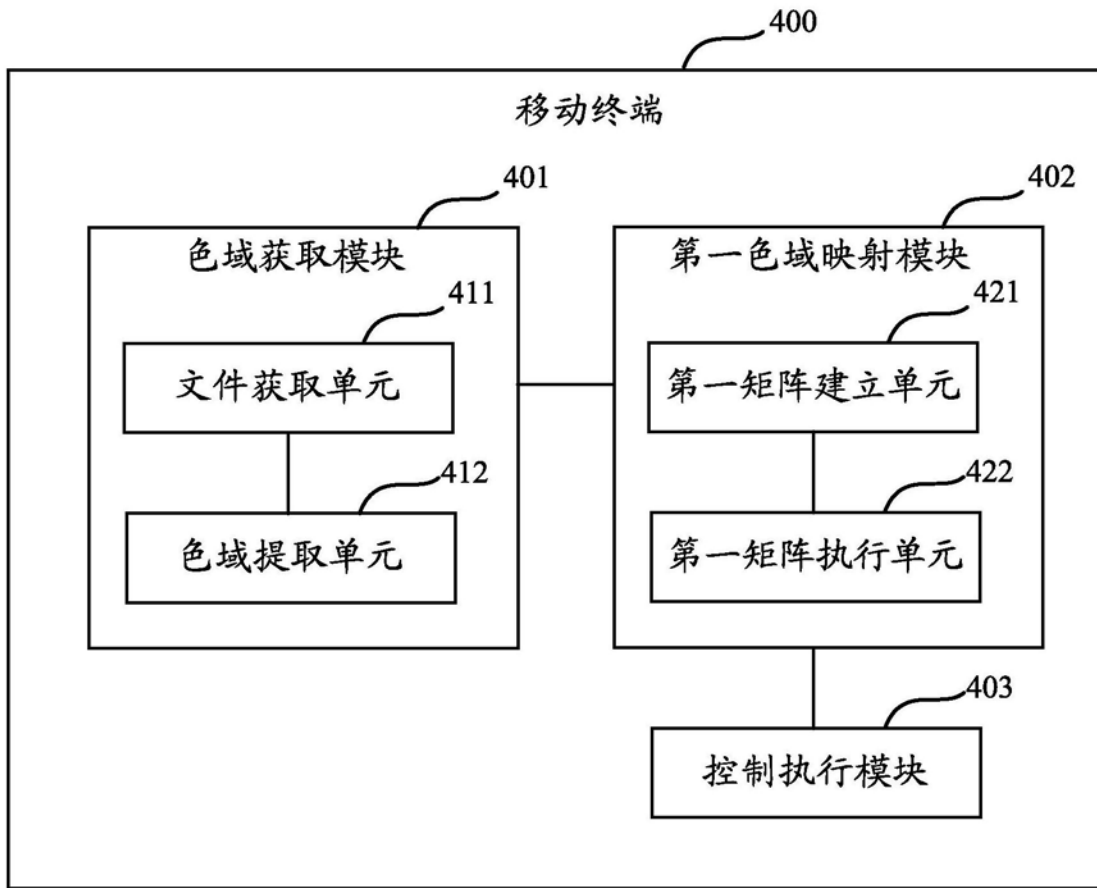 400
移动终端
401
色域获取模块
411
文件获取单元
412
色域提取单元
402
第一色域映射模块
421
第一矩阵建立单元
422
第一矩阵执行单元
403
控制执行模块